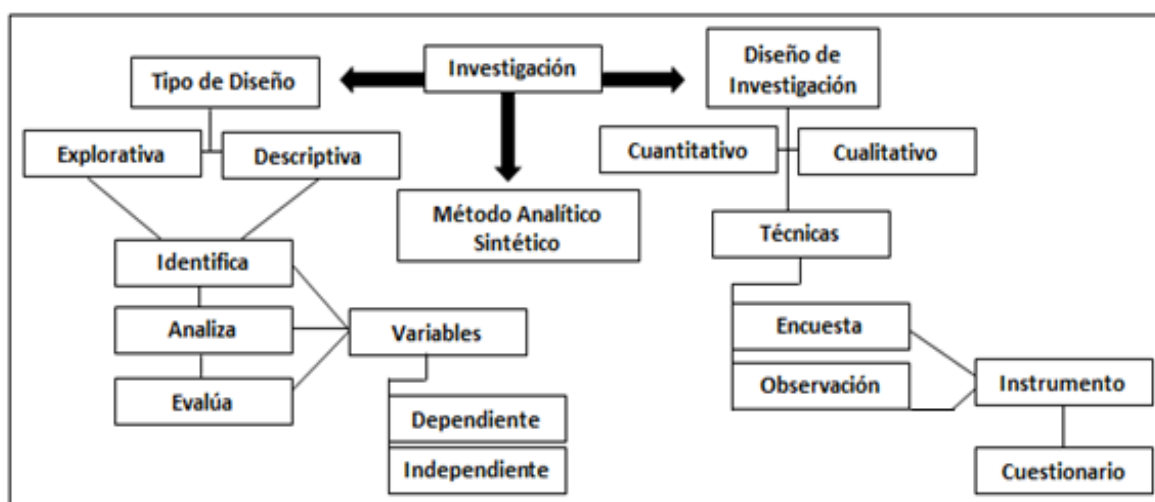 Investigación
Tipo de Diseño
Diseño de
Investigación
Explorativa
Descriptiva
Cuantitativo
Cualitativo
Método Analítico
Sintético
Técnicas
Identifica
Analiza
Evalúa
Variables
Dependiente
Independiente
Encuesta
Observación
Instrumento
Cuestionario